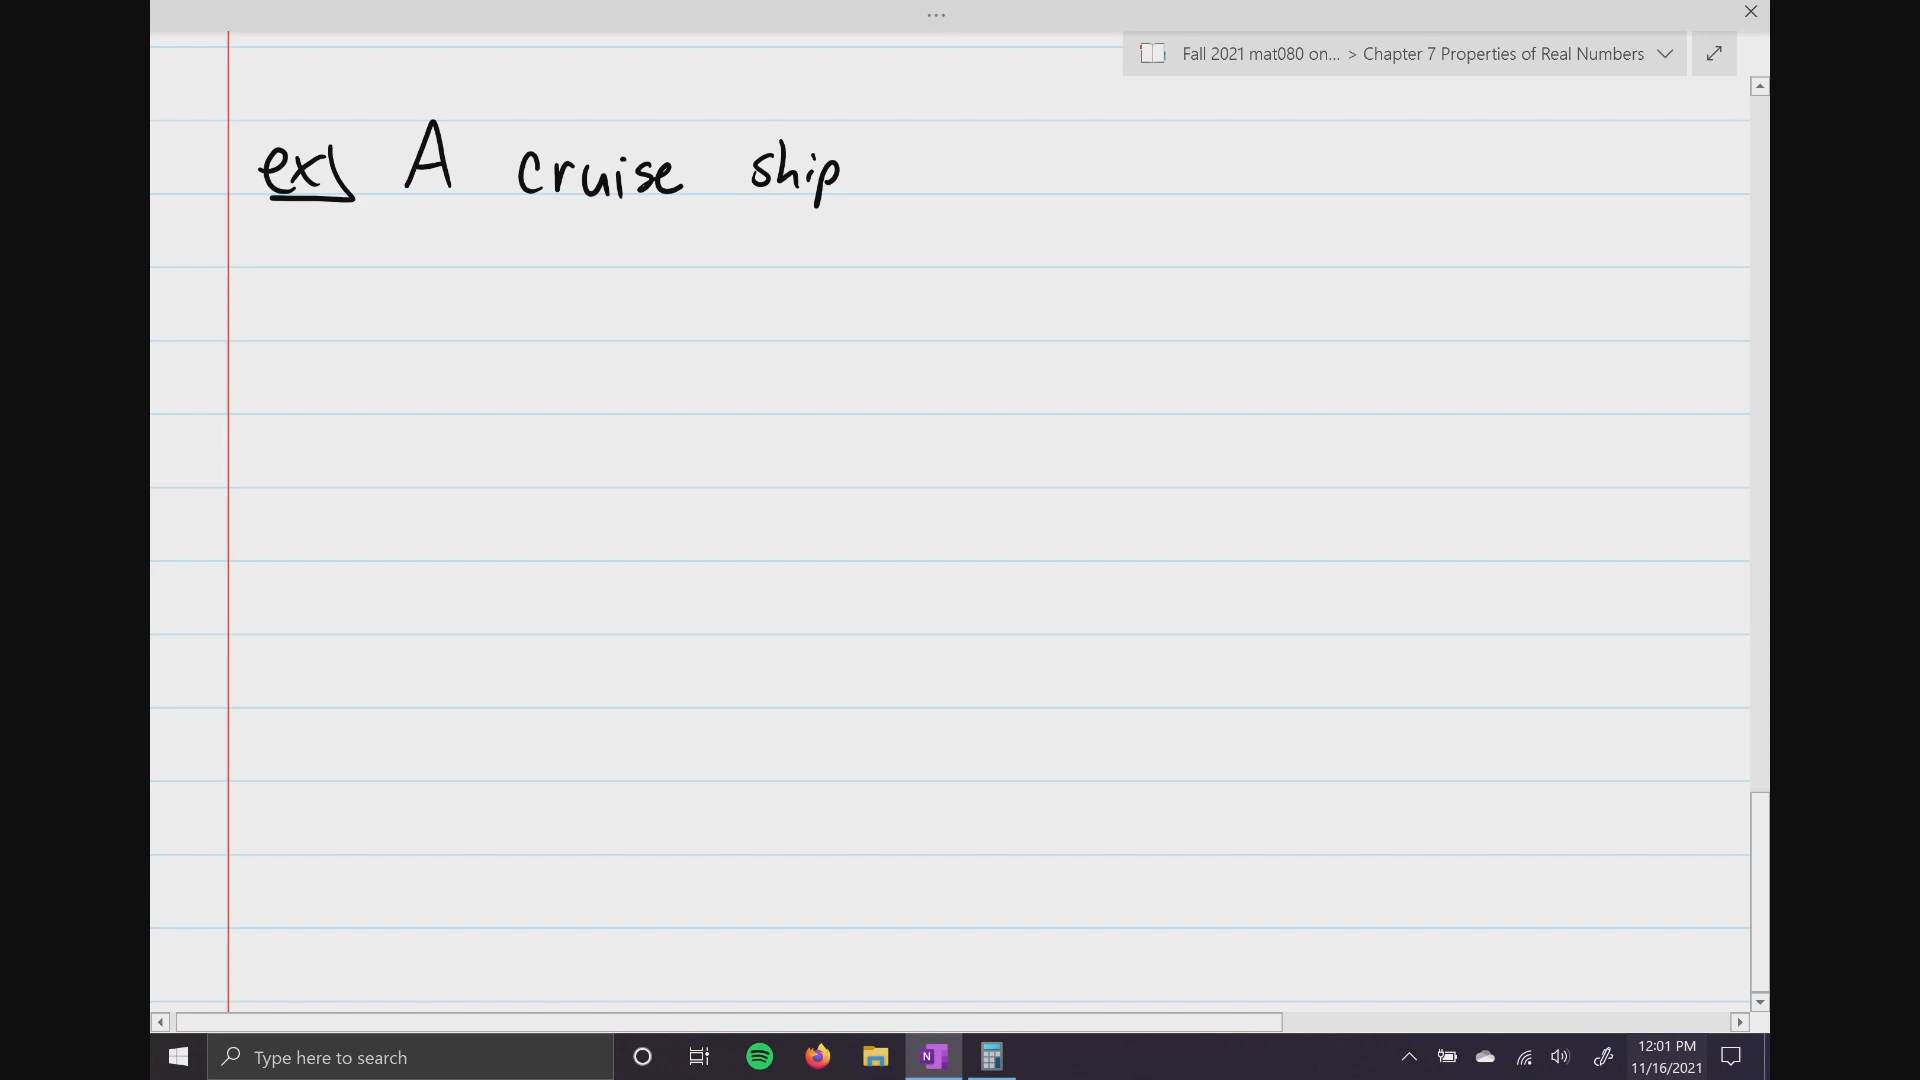 ...
Fall 2021 mat080 on... > Chapter 7 Properties of Real Numbers
ex) A cruise ship
Type here to search
12:01 PM
11/16/2021